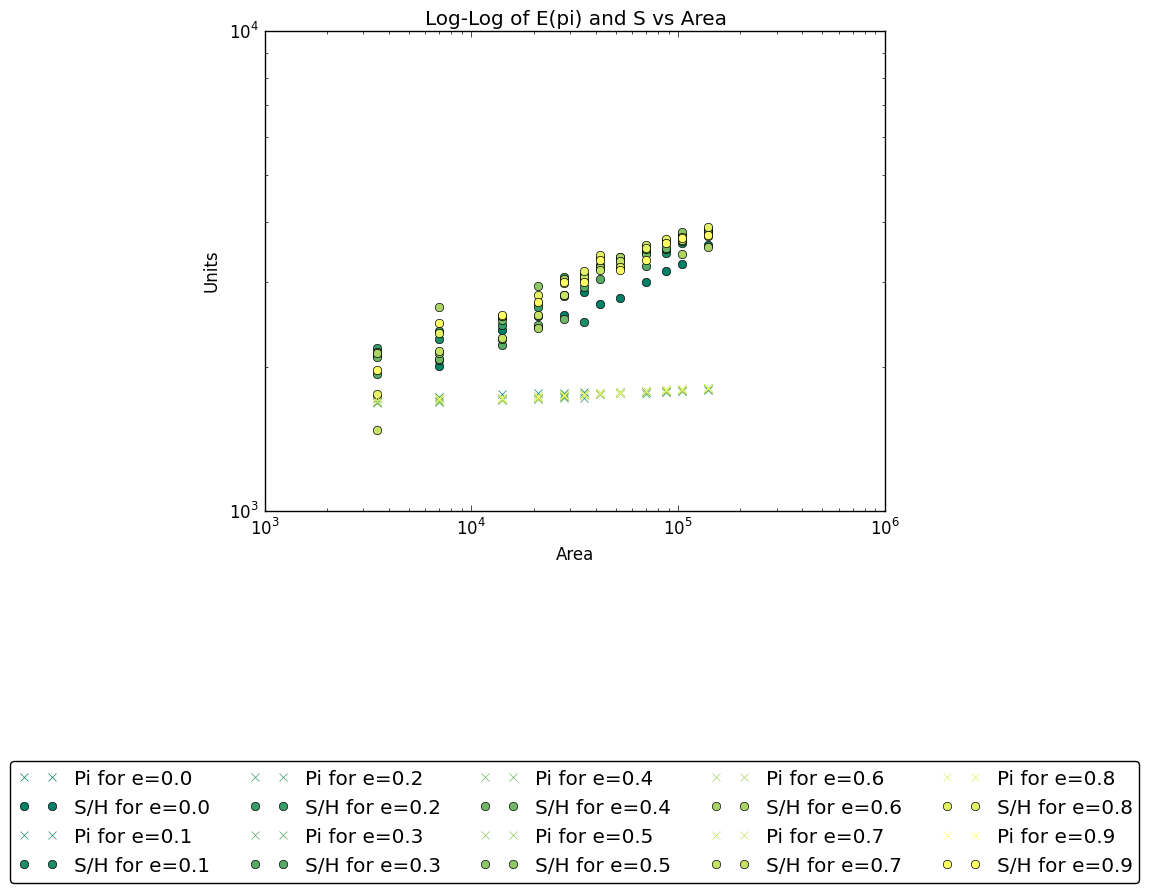 Log-Log of E(pi) and S vs Area
10^4
Units
10^3
10^3 10^4 10^5 10^6
Area
Pi for e=0.0 Pi for e=0.2 Pi for e=0.4 Pi for e=0.6 Pi for e=0.8
S/H for e=0.0 S/H for e=0.2 S/H for e=0.4 S/H for e=0.6 S/H for e=0.8
Pi for e=0.1 Pi for e=0.3 Pi for e=0.5 Pi for e=0.7 Pi for e=0.9
S/H for e=0.1 S/H for e=0.3 S/H for e=0.5 S/H for e=0.7 S/H for e=0.9